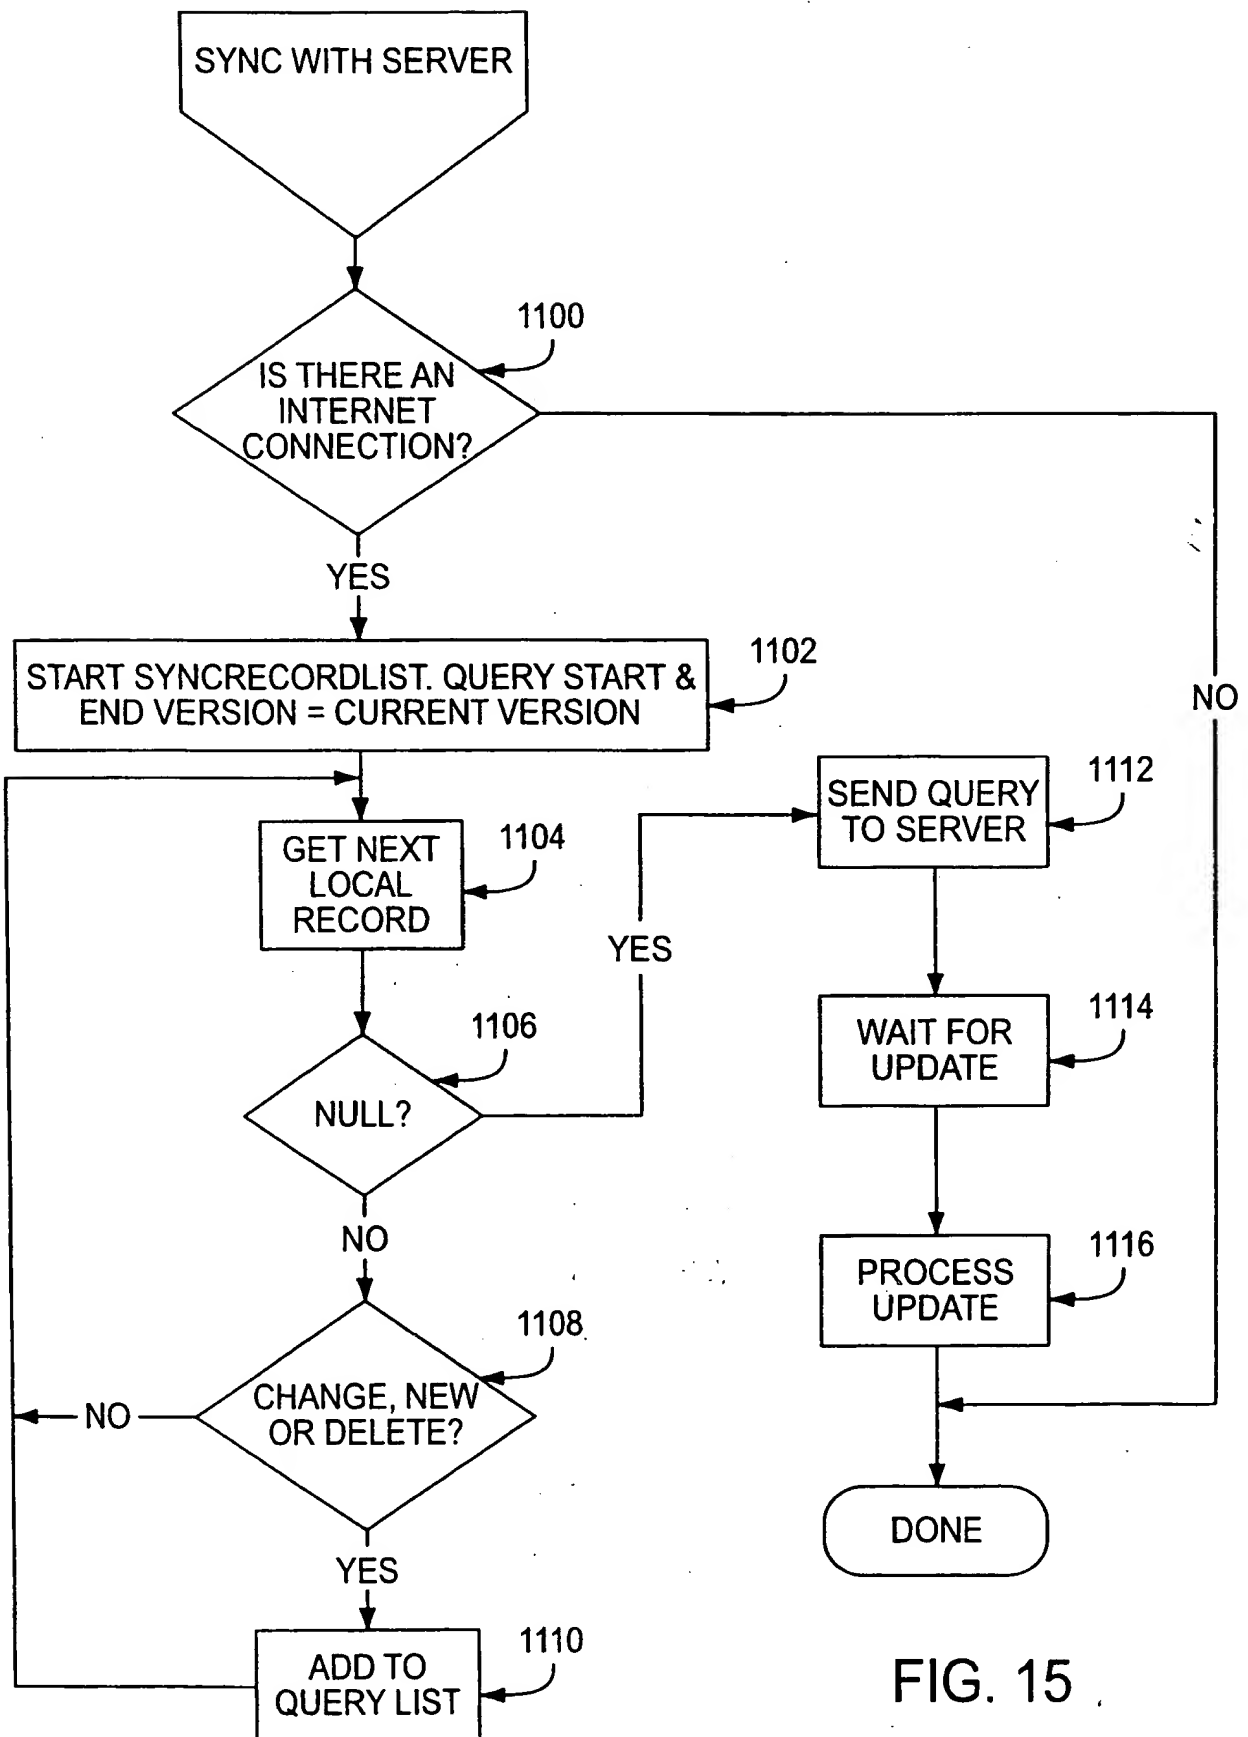 SYNC WITH SERVER
1100
IS THERE AN
INTERNET
CONNECTION?
YES
NO
1102
START SYNCRECORDLIST. QUERY START &
END VERSION = CURRENT VERSION
1104
GET NEXT
LOCAL
RECORD
1106
NULL?
YES
NO
1108
CHANGE, NEW
OR DELETE?
NO
YES
1110
ADD TO
QUERY LIST
1112
SEND QUERY
TO SERVER
1114
WAIT FOR
UPDATE
1116
PROCESS
UPDATE
DONE
FIG. 15